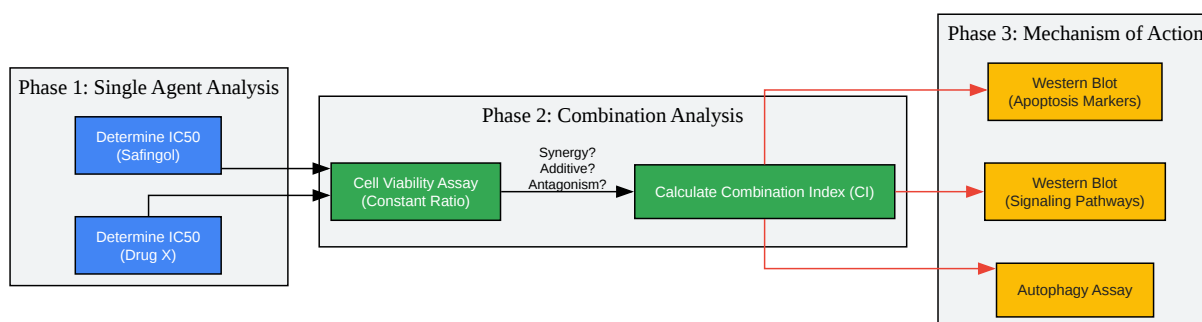 Phase 1: Single Agent Analysis
Determine IC50
(Safingol)
Determine IC50
(Drug X)
Phase 2: Combination Analysis
Cell Viability Assay
(Constant Ratio)
Synergy?
Additive?
Antagonism?
Calculate Combination Index (CI)
Phase 3: Mechanism of Action
Western Blot
(Apoptosis Markers)
Western Blot
(Signaling Pathways)
Autophagy Assay